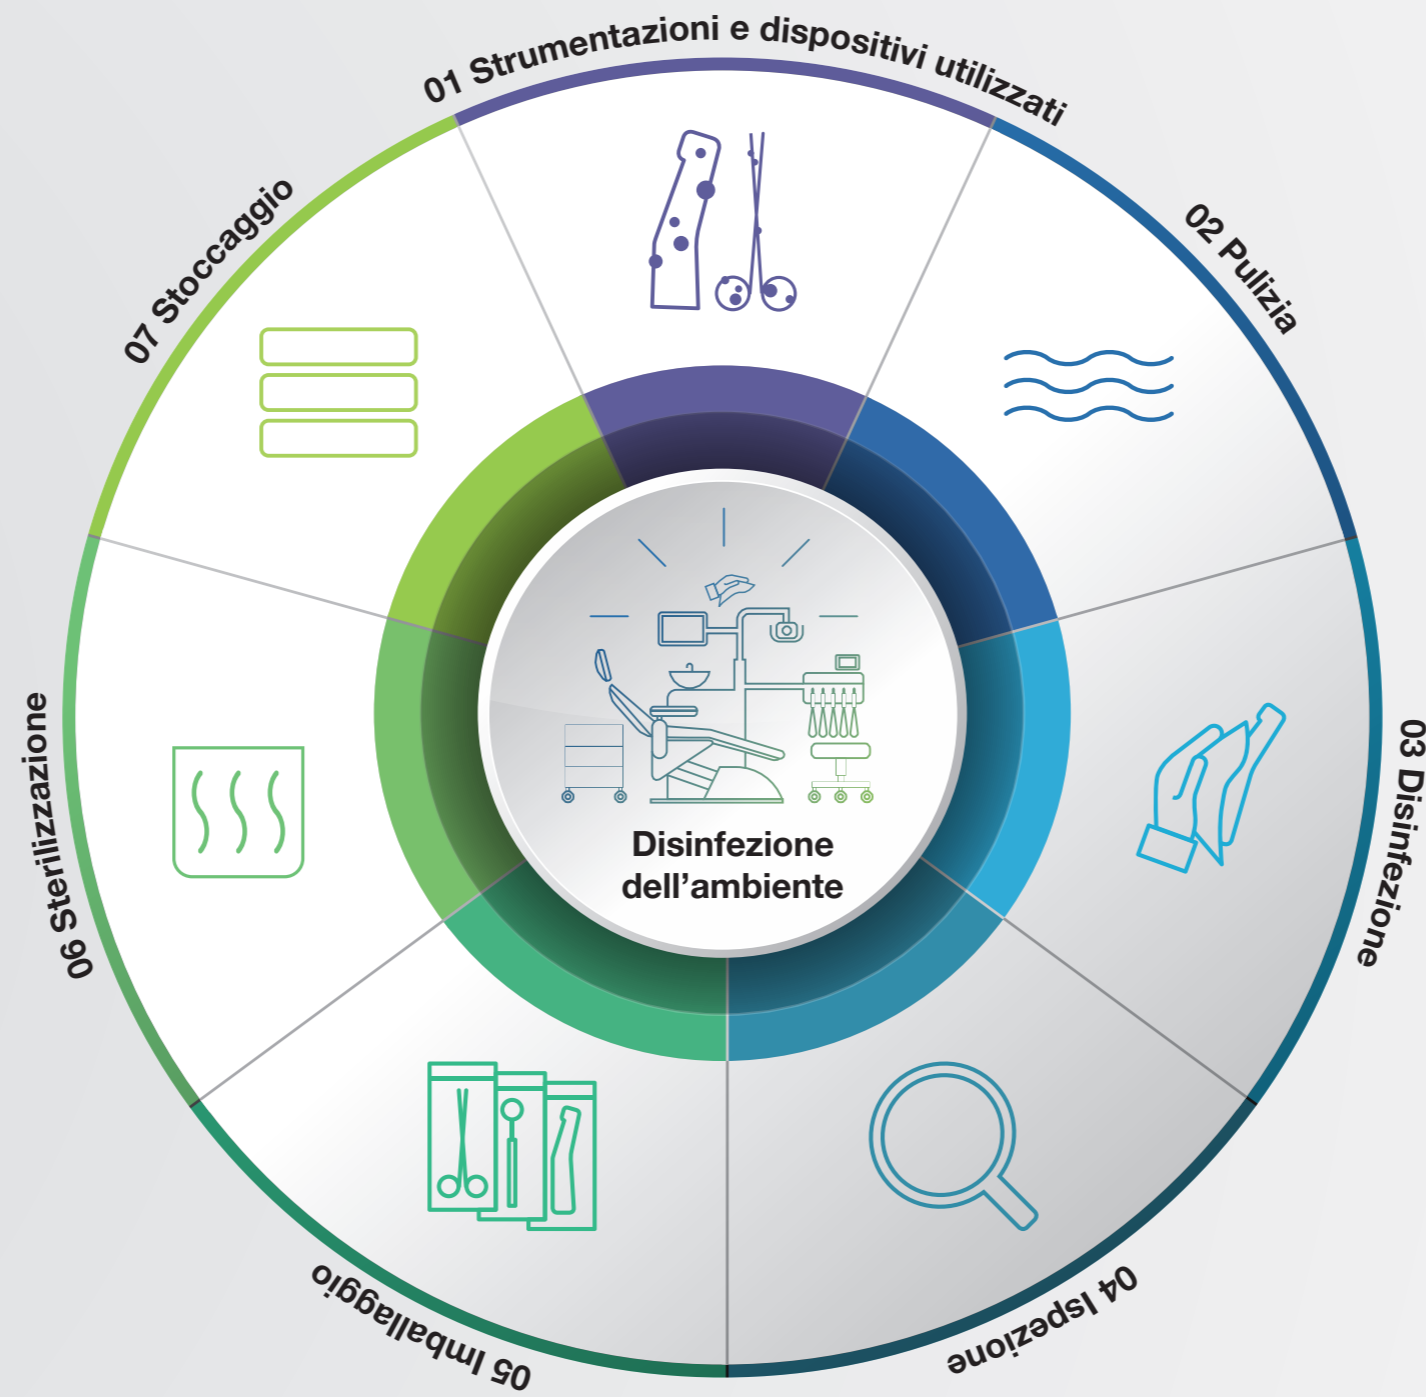 01 Strumentazioni e dispositivi utilizzati
02 Pulizia
03 Disinfezione
04 Ispezione
05 Imballaggio
06 Sterilizzazione
07 Stoccaggio
Disinfezione
dell’ambiente